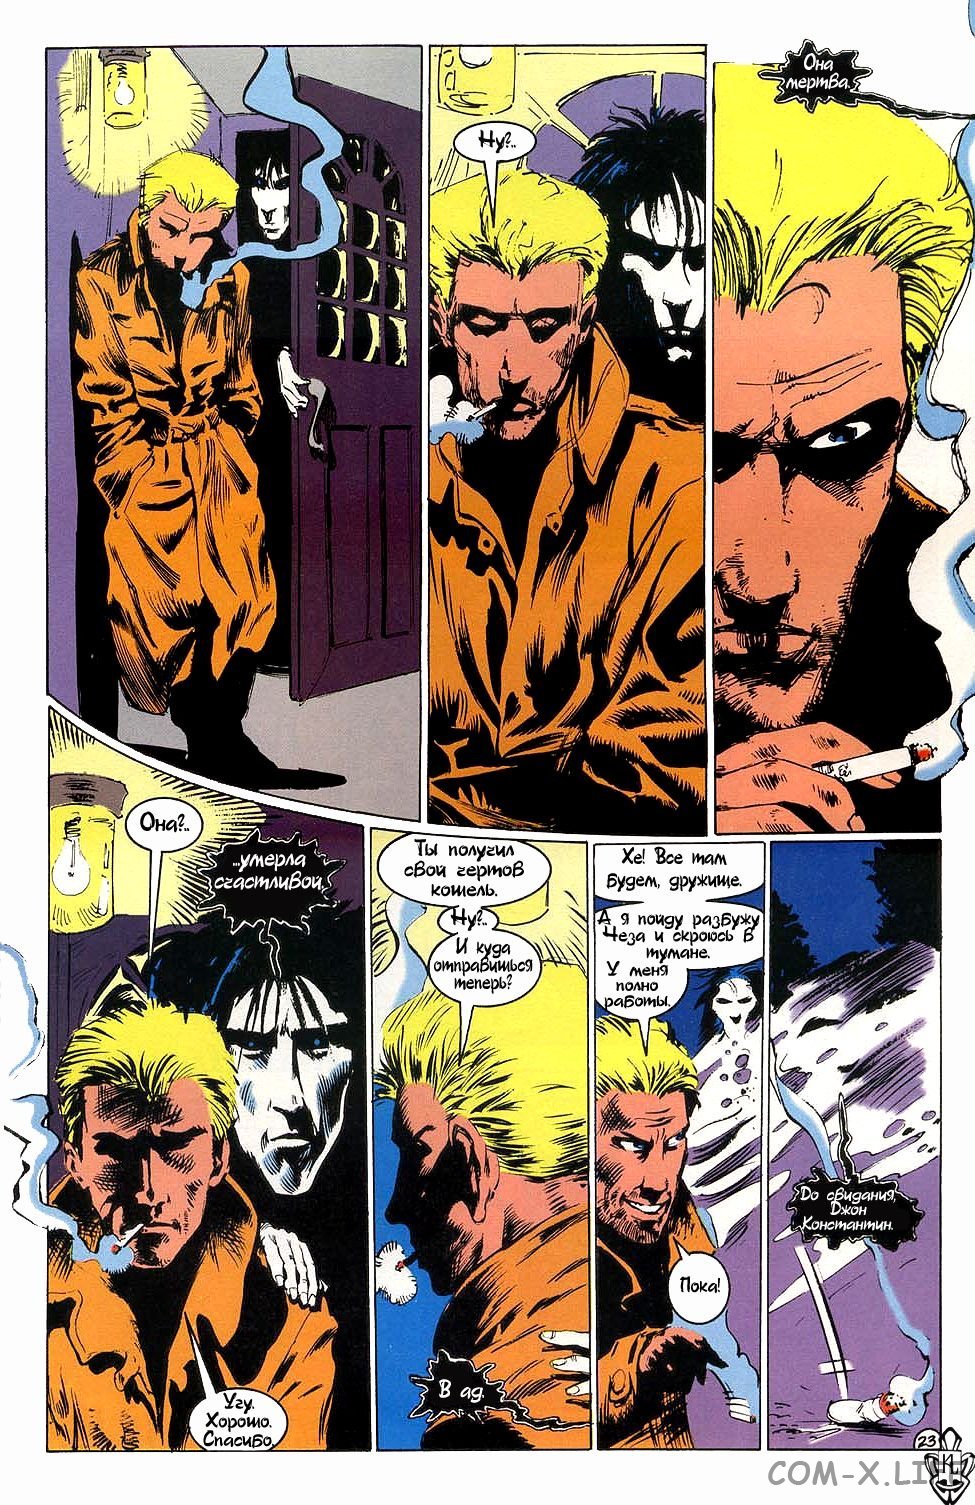 Ну?..
Она
мертва.
Она?..
...умерла
счастливой.
Угу.
Хорошо.
Спасибо.
Ты получил
свой чертов
кошель.
Ну?..
И куда
отправишься
теперь?
В ад.
Хе! Все там
будем, дружище.
А я пойду разбужу
Чеза и скроюсь в
тумане.
У меня
полно
работы.
Пока!
До свидания,
Джон
Константин.
23
KL